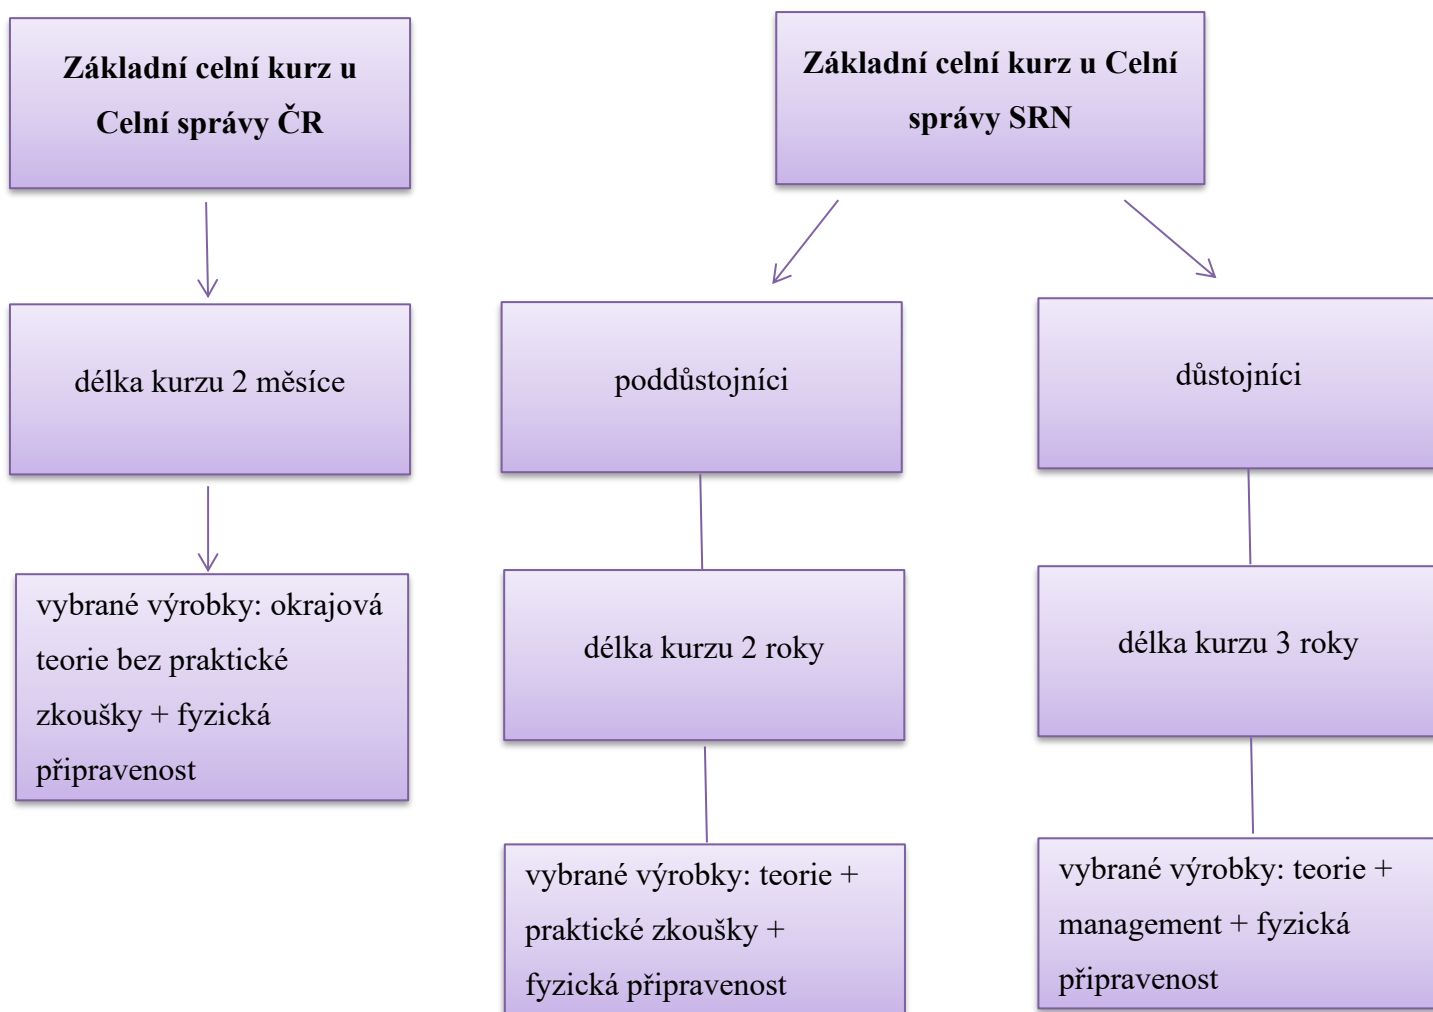 Základní celní kurz u
Celní správy ČR
Základní celní kurz u Celní
správy SRN
délka kurzu 2 měsíce
poddůstojníci
důstojníci
vybrané výrobky: okrajová
teorie bez praktické
zkoušky + fyzická
připravenost
délka kurzu 2 roky
délka kurzu 3 roky
vybrané výrobky: teorie +
praktické zkoušky +
fyzická připravenost
vybrané výrobky: teorie +
management + fyzická
připravenost